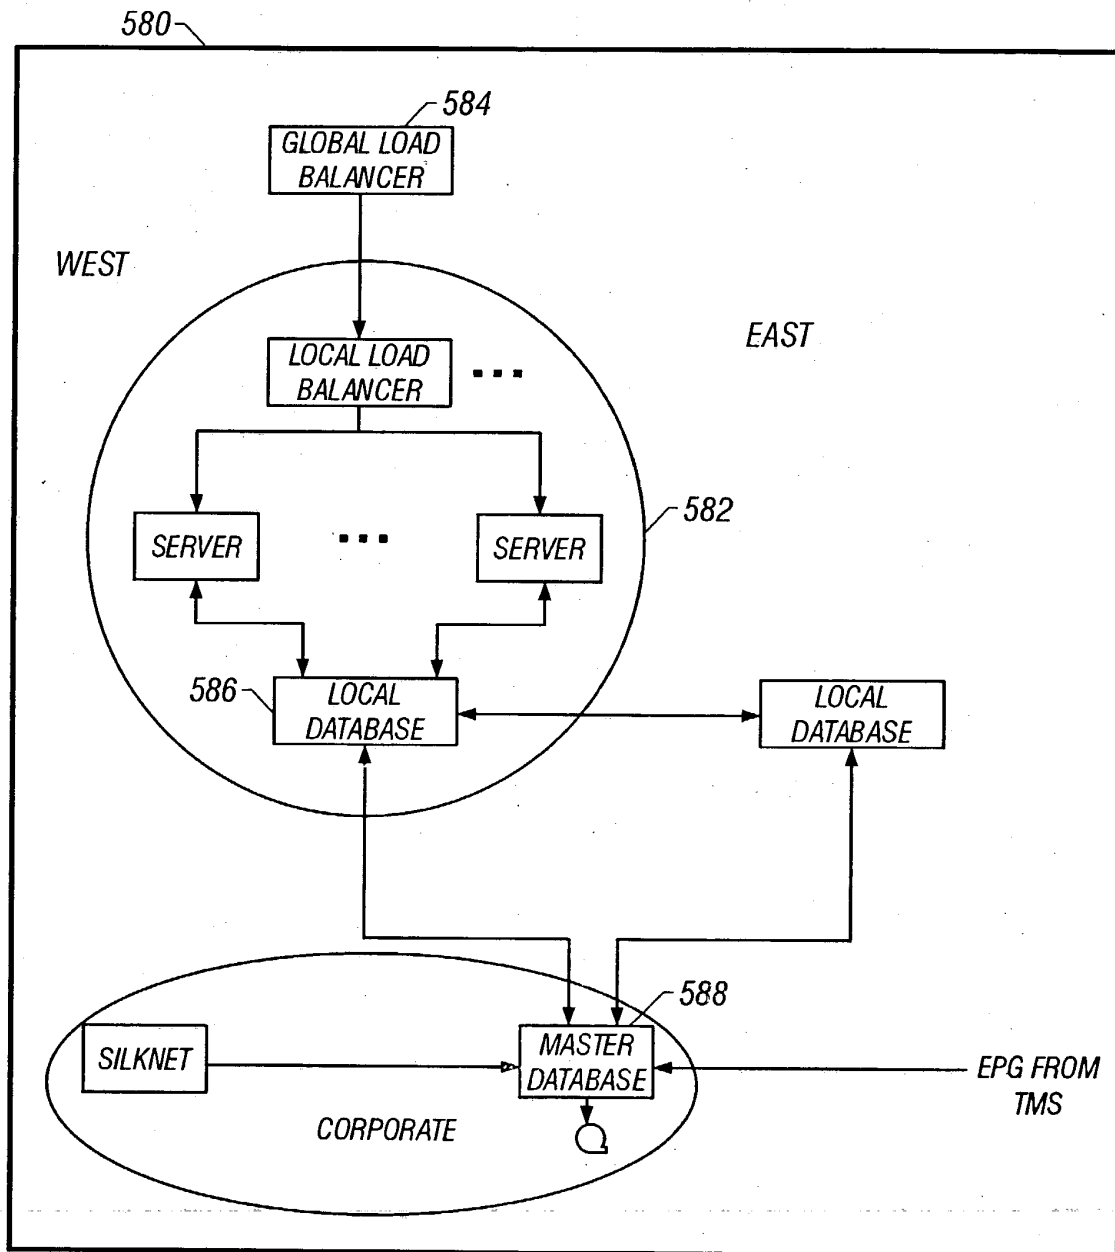 580
584
GLOBAL LOAD
BALANCER
WEST
EAST
LOCAL LOAD
BALANCER
582
SERVER
SERVER
586
LOCAL
DATABASE
LOCAL
DATABASE
588
SILKNET
MASTER
DATABASE
EPG FROM
TMS
CORPORATE